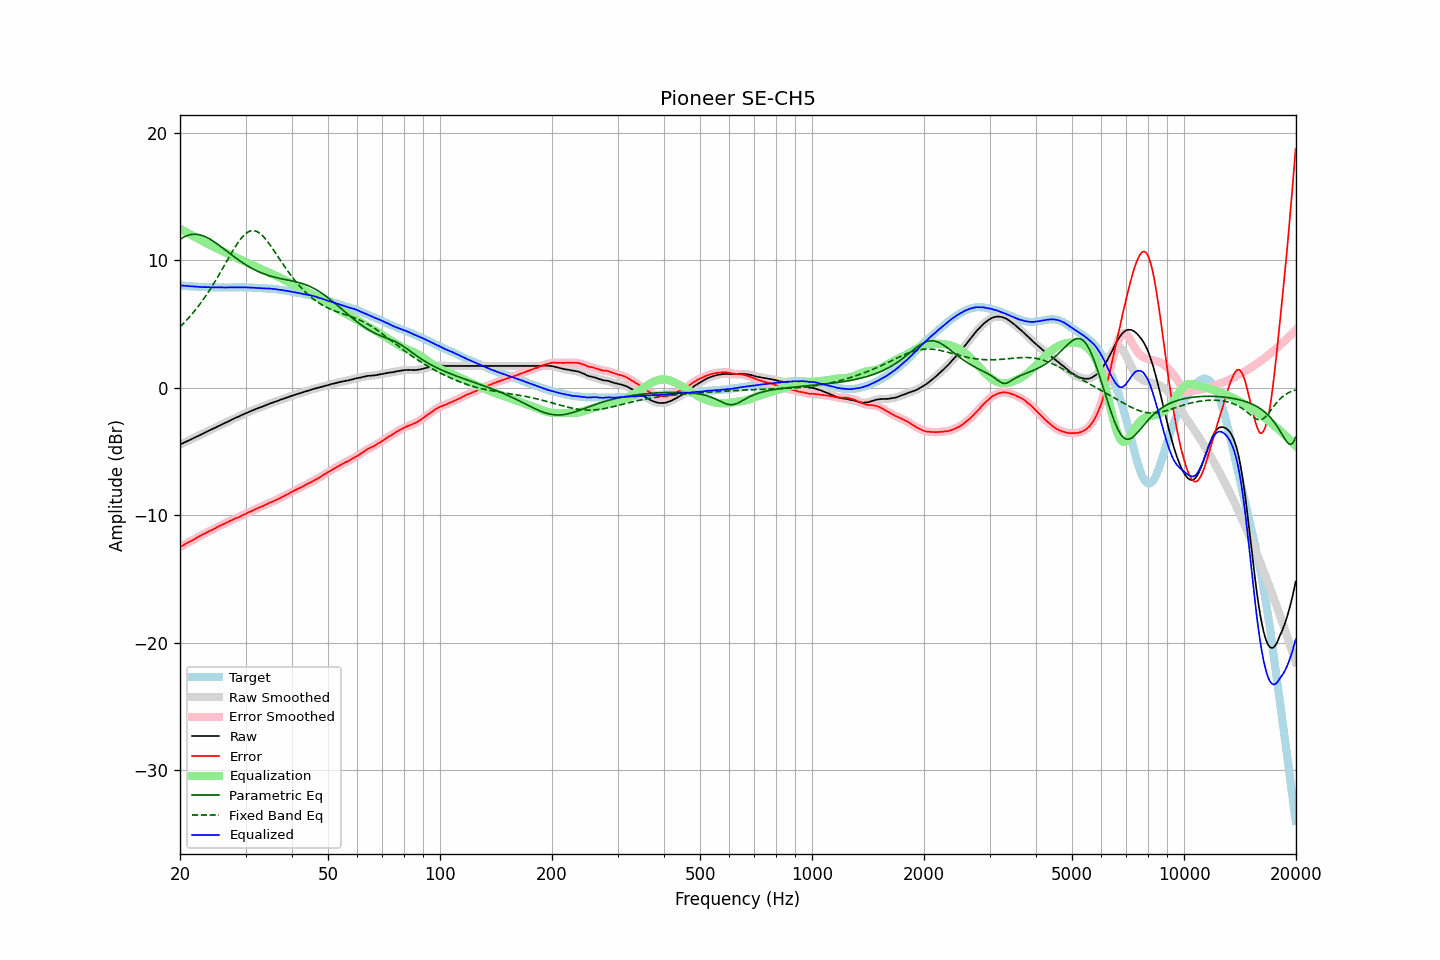 Pioneer SE-CH5
20
10
0
−10
−20
−30
Amplitude (dBr)
Target
Raw Smoothed
Error Smoothed
Raw
Error
Equalization
Parametric Eq
Fixed Band Eq
Equalized
20 50 100 200 500 1000 2000 5000 10000 20000
Frequency (Hz)